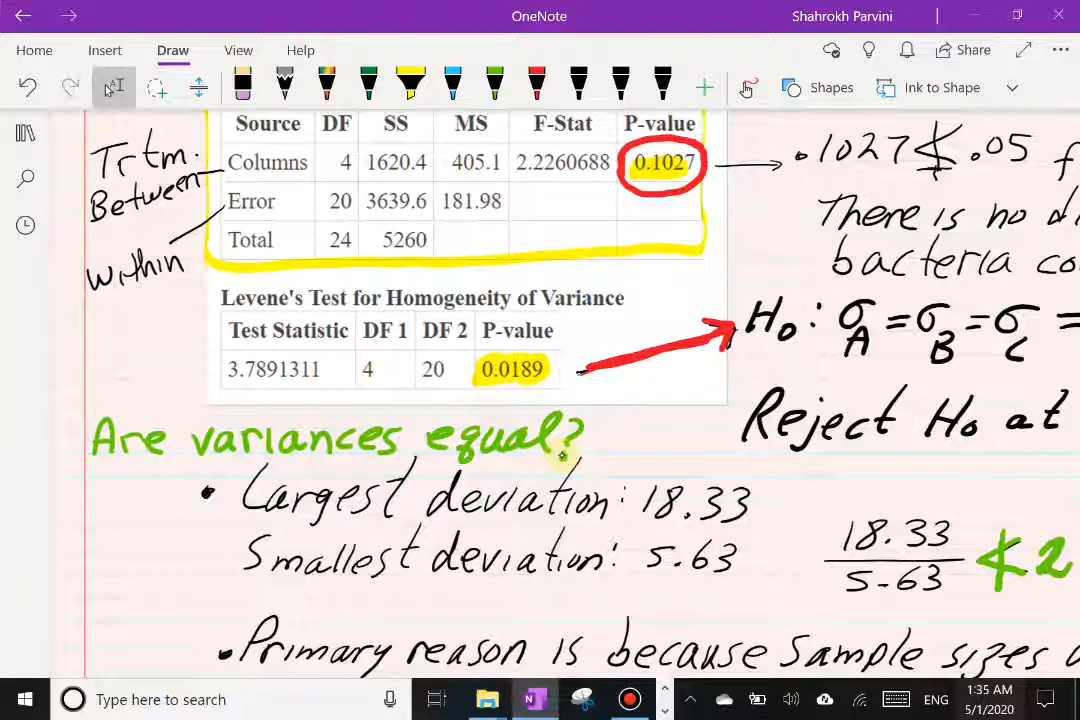 OneNote
Shahrokh Parvini
Home Insert Draw View Help
Share
Shapes
Ink to Shape
Source DF SS MS F-Stat P-value
Columns 4 1620.4 405.1 2.2260688 0.1027
Error 20 3639.6 181.98
Total 24 5260
Trtm.
Between
Within
.1027 ≮ .05 f
There is no d
bacteria co
Levene's Test for Homogeneity of Variance
Test Statistic DF 1 DF 2 P-value
3.7891311 4 20 0.0189
Ho: σA = σB = σC =
Reject Ho at
Are variances equal?
• Largest deviation: 18.33
Smallest deviation: 5.63
18.33
5.63
≮ 2
• Primary reason is because sample sizes
Type here to search
ENG
1:35 AM
5/1/2020